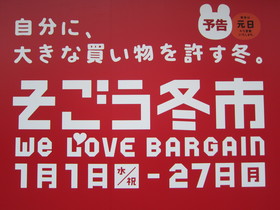 自分に、
大きな買い物を許す冬。
予告
元日
そごう冬市
We LOVE BARGAIN
1月1日水/祝-27日月